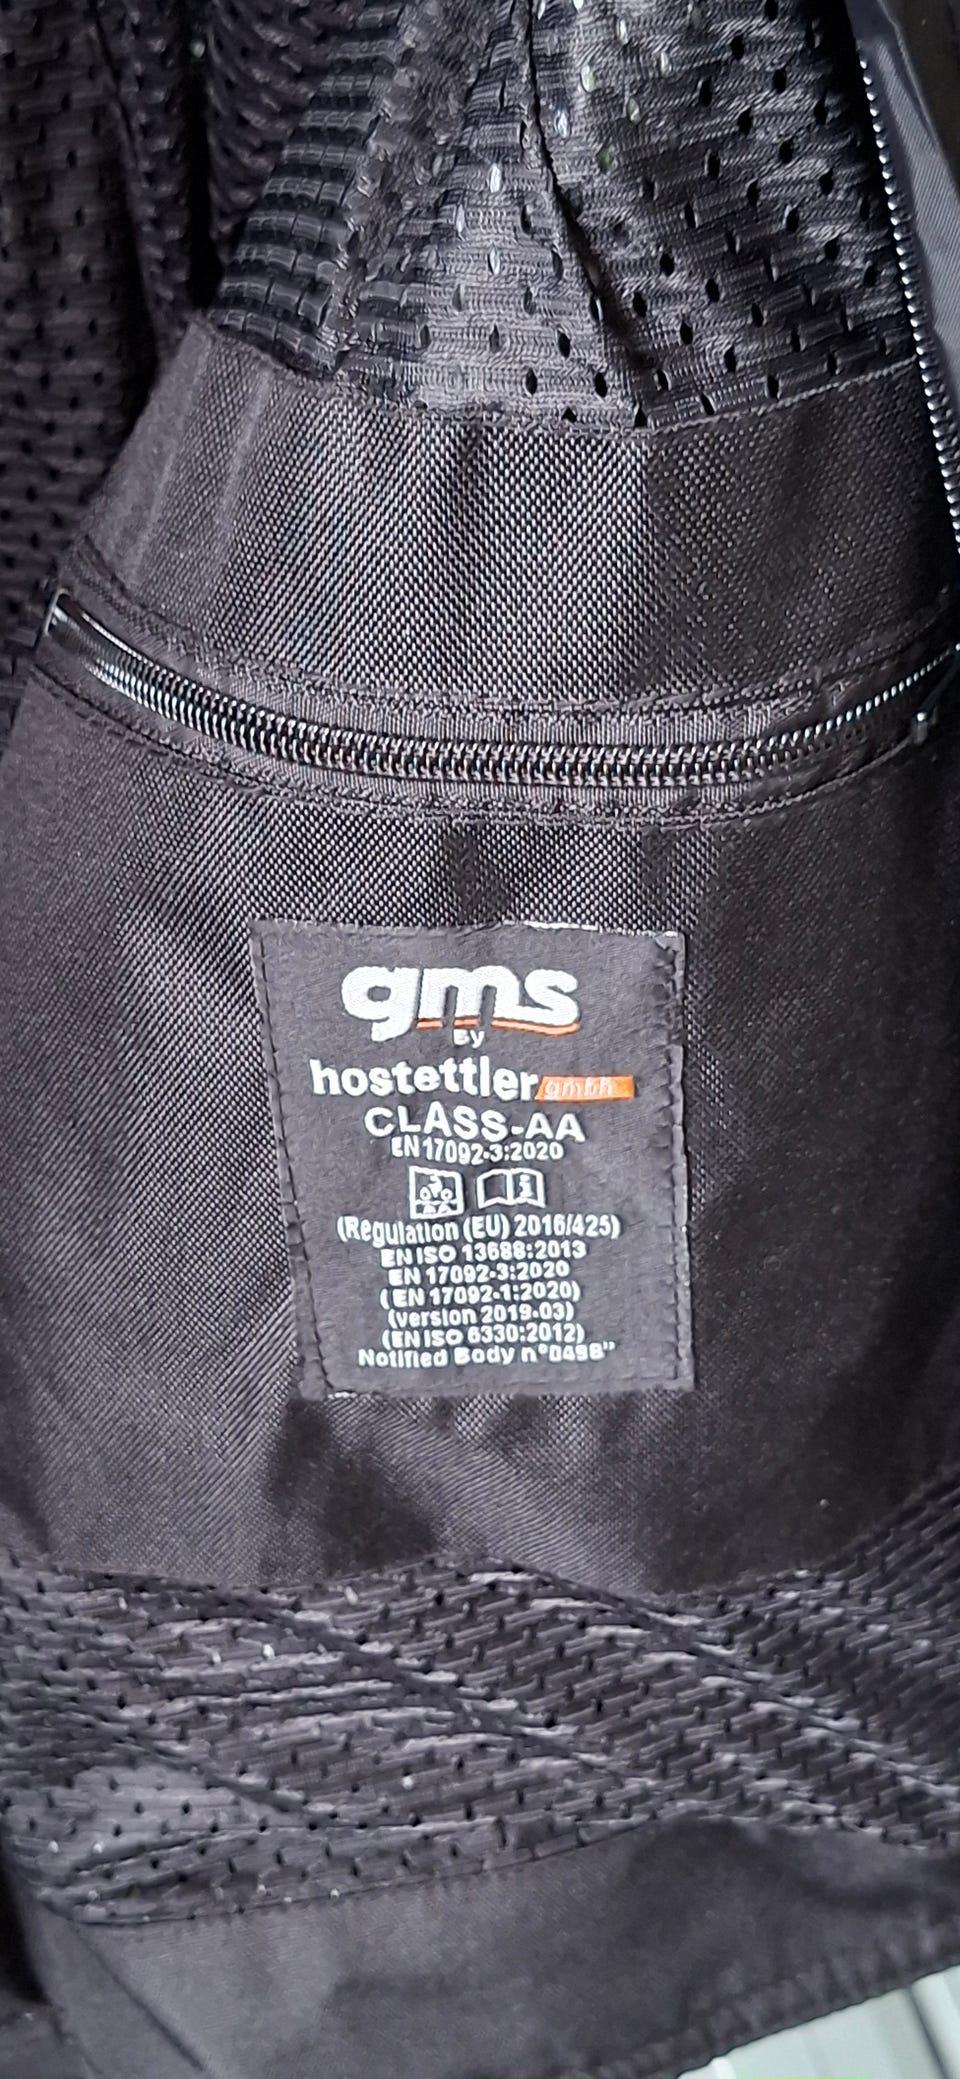 gms
By
hostettler gmbh
CLASS-AA
EN 17092-3:2020
(Regulation (EU) 2016/425)
EN ISO 13688:2013
EN 17092-3:2020
(EN 17092-1:2020)
(version 2019-03)
(EN ISO 6330:2012)
Notified Body n°0498"